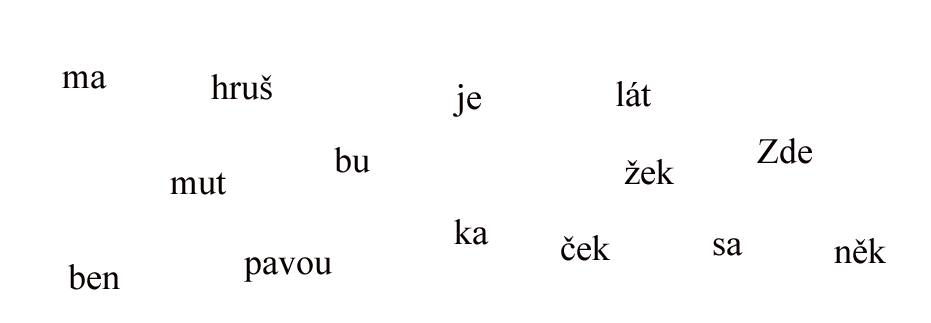 ma hruš je lát
mut bu žek Zde
ben pavou ka ček sa něk